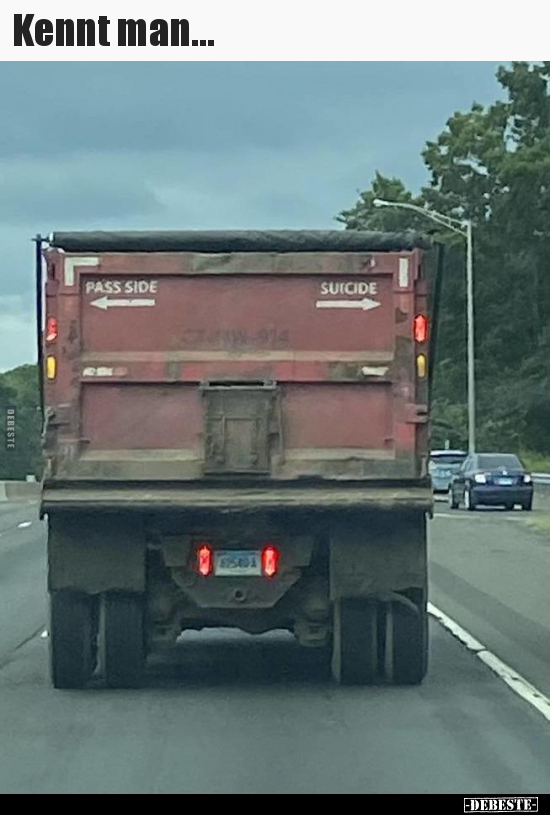 Kennt man...
PASS SIDE
SUICIDE
DEBESTE
-DEBESTE-